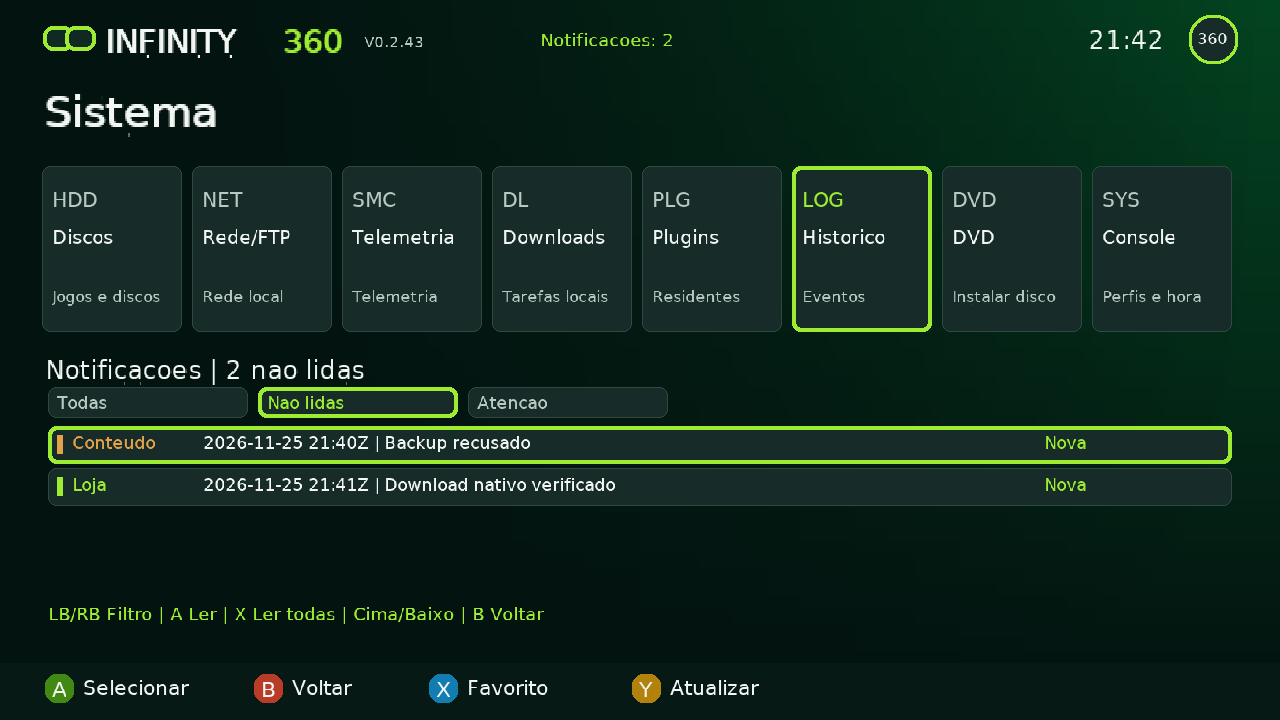 INFINITY 360 V0.2.43 Notificacoes: 2 21:42 360
Sistema
HDD NET SMC DL PLG LOG DVD SYS
Discos Rede/FTP Telemetria Downloads Plugins Historico DVD Console
Jogos e discos Rede local Telemetria Tarefas locais Residentes Eventos Instalar disco Perfis e hora
Notificacoes | 2 nao lidas
Todas Nao lidas Atencao
Conteudo 2026-11-25 21:40Z | Backup recusado Nova
Loja 2026-11-25 21:41Z | Download nativo verificado Nova
LB/RB Filtro | A Ler | X Ler todas | Cima/Baixo | B Voltar
A Selecionar B Voltar X Favorito Y Atualizar